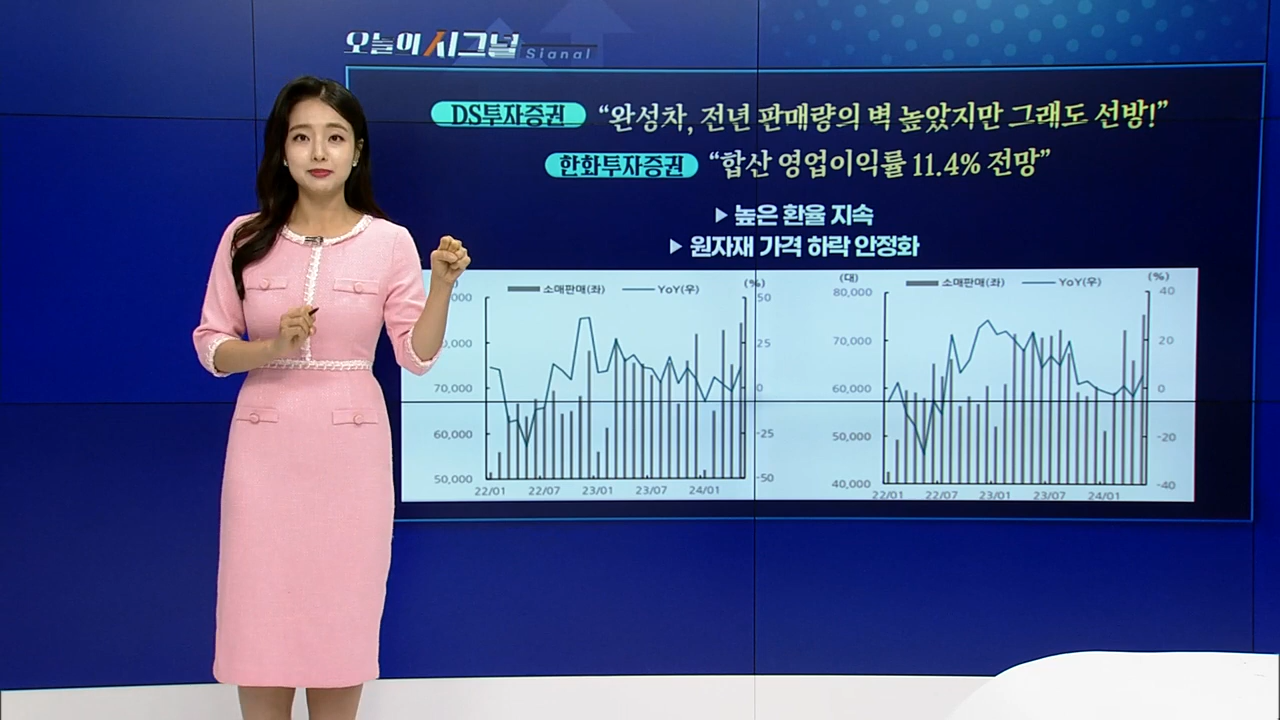 오늘의 시그널
Signal
DS투자증권 “완성차, 전년 판매량의 벽 높았지만 그래도 선방!”
한화투자증권 “합산 영업이익률 11.4% 전망”
▶ 높은 환율 지속
▶ 원자재 가격 하락 안정화
소매판매(좌) YoY(우) (%)
50
25
70,000 0
60,000 -25
50,000 -50
22/01 22/07 23/01 23/07 24/01
(대) 소매판매(좌) YoY(우) (%)
80,000 40
70,000 20
60,000 0
50,000 -20
40,000 -40
22/01 22/07 23/01 23/07 24/01